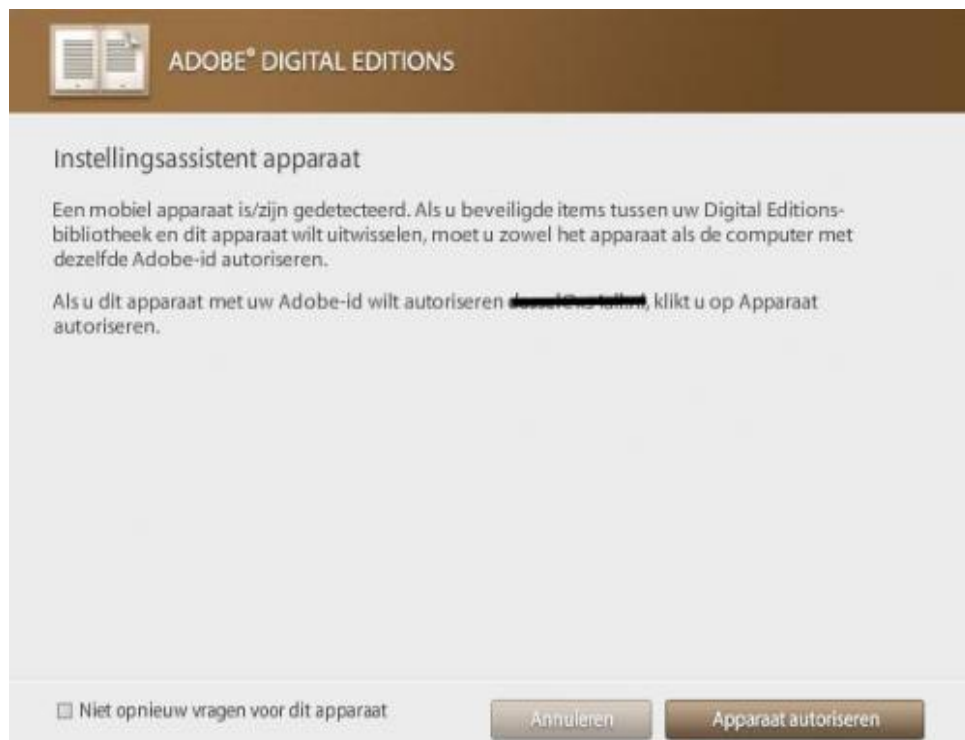 ADOBE® DIGITAL EDITIONS
Instellingsassistent apparaat
Een mobiel apparaat is/zijn gedetecteerd. Als u beveiligde items tussen uw Digital Editions-
bibliotheek en dit apparaat wilt uitwisselen, moet u zowel het apparaat als de computer met
dezelfde Adobe-id autoriseren.
Als u dit apparaat met uw Adobe-id wilt autoriseren , klikt u op Apparaat
autoriseren.
Niet opnieuw vragen voor dit apparaat
Annuleren
Apparaat autoriseren